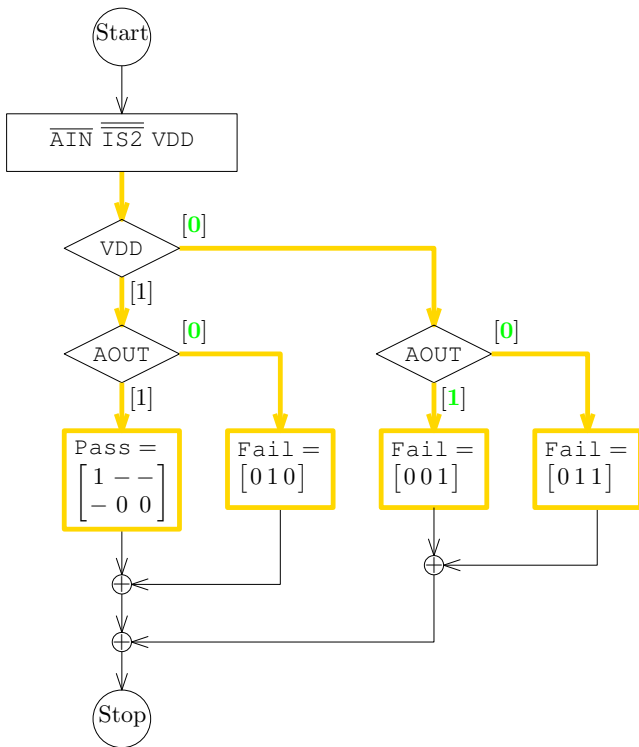 Start
AIN IS2 VDD
VDD
[0]
[1]
AOUT
[0]
[1]
AOUT
[0]
[1]
Pass =
[1 − −
− 0 0]
Fail =
[0 1 0]
Fail =
[0 0 1]
Fail =
[0 1 1]
Stop